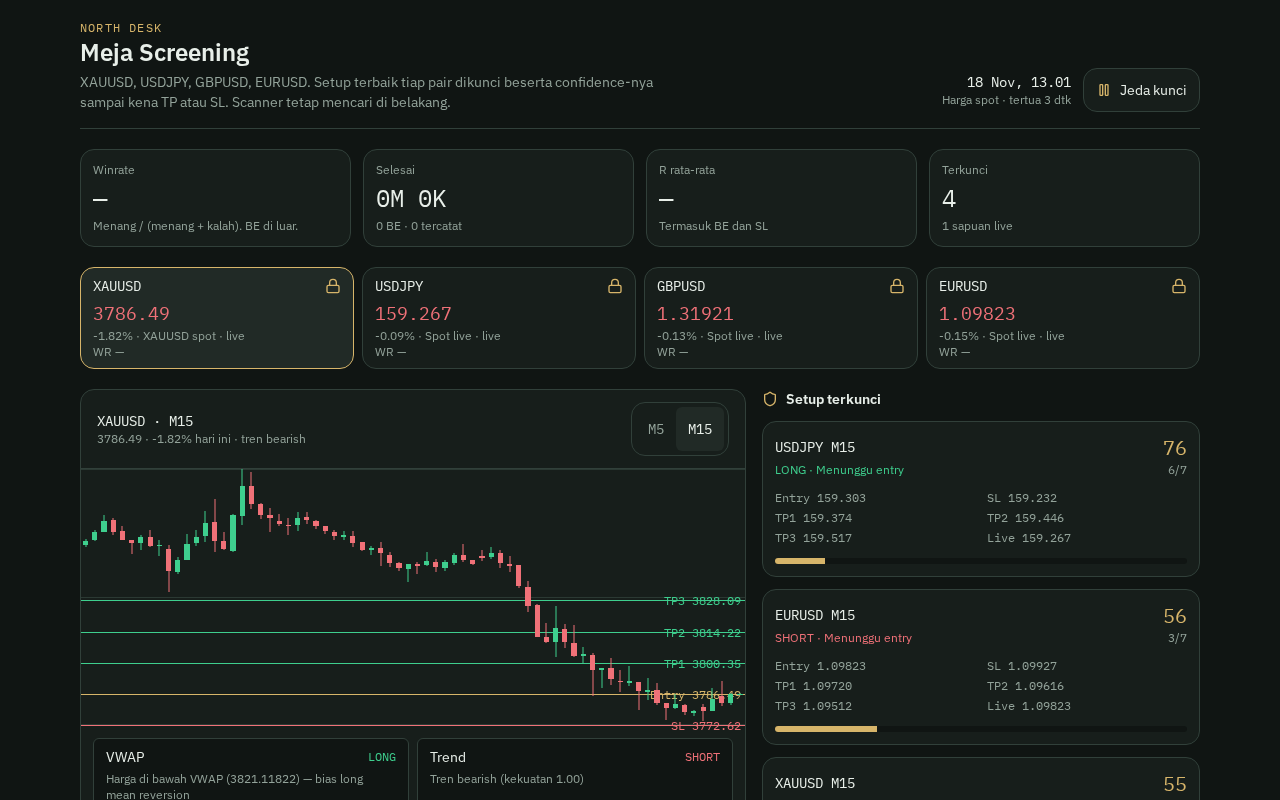 NORTH DESK
Meja Screening
XAUUSD, USDJPY, GBPUSD, EURUSD. Setup terbaik tiap pair dikunci beserta confidence-nya
sampai kena TP atau SL. Scanner tetap mencari di belakang.
18 Nov, 13.01
Harga spot · tertua 3 dtk
Jeda kunci
Winrate
—
Menang / (menang + kalah). BE di luar.
Selesai
0M 0K
0 BE · 0 tercatat
R rata-rata
—
Termasuk BE dan SL
Terkunci
4
1 sapuan live
XAUUSD
3786.49
-1.82% · XAUUSD spot · live
WR —
USDJPY
159.267
-0.09% · Spot live · live
WR —
GBPUSD
1.31921
-0.13% · Spot live · live
WR —
EURUSD
1.09823
-0.15% · Spot live · live
WR —
XAUUSD · M15
3786.49 · -1.82% hari ini · tren bearish
M5
M15
TP3 3828.09
TP2 3814.22
TP1 3800.35
Entry 3786.49
SL 3772.62
VWAP
LONG
Harga di bawah VWAP (3821.11822) — bias long
mean reversion
Trend
SHORT
Tren bearish (kekuatan 1.00)
Setup terkunci
USDJPY M15
76
LONG · Menunggu entry
6/7
Entry 159.303
SL 159.232
TP1 159.374
TP2 159.446
TP3 159.517
Live 159.267
EURUSD M15
56
SHORT · Menunggu entry
3/7
Entry 1.09823
SL 1.09927
TP1 1.09720
TP2 1.09616
TP3 1.09512
Live 1.09823
XAUUSD M15
55